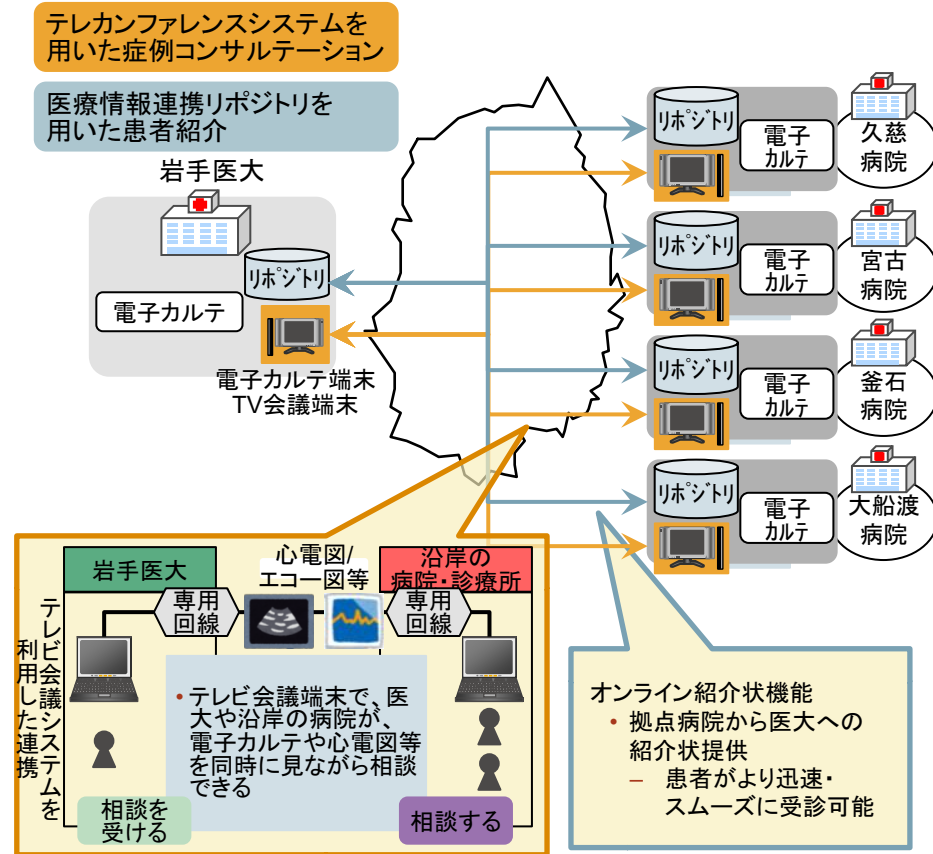 テレカンファレンスシステムを
用いた症例コンサルテーション
医療情報連携リポジトリを
用いた患者紹介
岩手医大
リポジトリ
電子カルテ
電子カルテ端末
TV会議端末
リポジトリ
電子
カルテ
久慈
病院
リポジトリ
電子
カルテ
宮古
病院
リポジトリ
電子
カルテ
釜石
病院
リポジトリ
電子
カルテ
大船渡
病院
岩手医大
心電図/
エコー図等
沿岸の
病院・診療所
専用
回線
専用
回線
テレビ会議システムを
利用した連携
・テレビ会議端末で、医
大や沿岸の病院が、
電子カルテや心電図等
を同時に見ながら相談
できる
相談を
受ける
相談する
オンライン紹介状機能
• 拠点病院から医大への
紹介状提供
– 患者がより迅速・
スムーズに受診可能